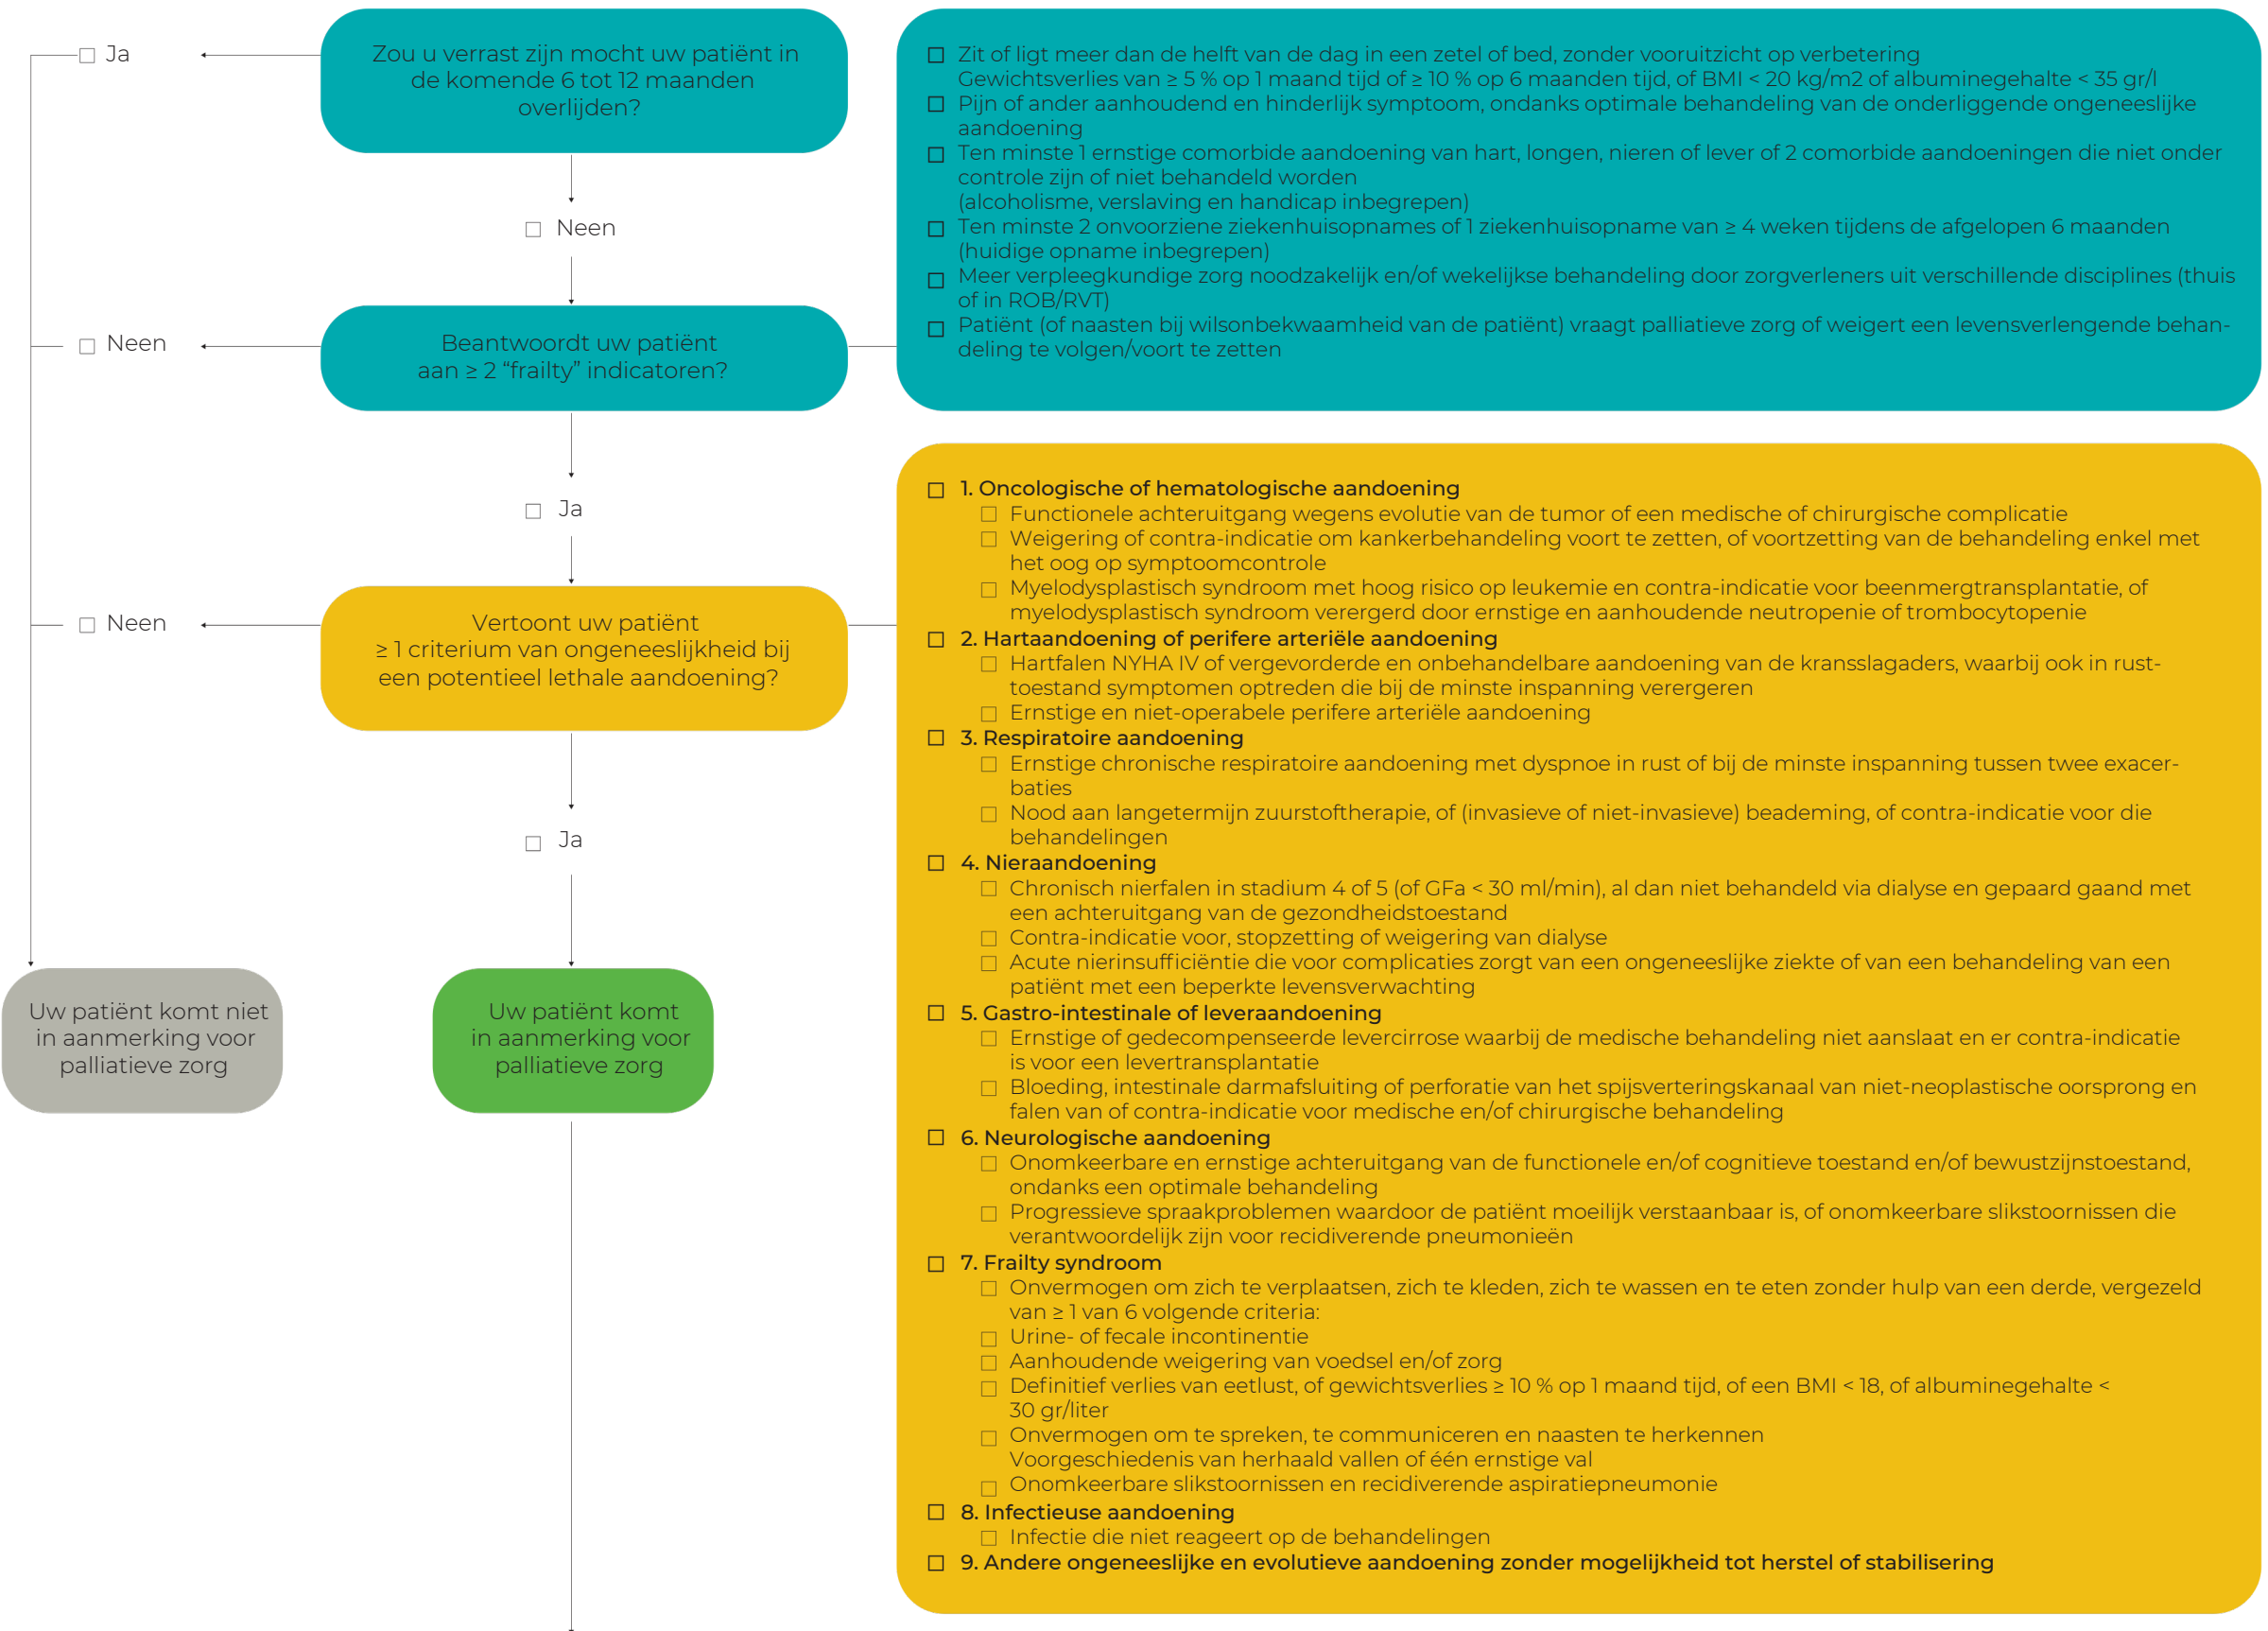 Ja
Zou u verrast zijn mocht uw patiënt in
de komende 6 tot 12 maanden
overlijden?
Neen
Neen
Beantwoordt uw patiënt
aan ≥ 2 “frailty” indicatoren?
Ja
Neen
Vertoont uw patiënt
≥ 1 criterium van ongeneeslijkheid bij
een potentieel lethale aandoening?
Ja
Uw patiënt komt niet
in aanmerking voor
palliatieve zorg
Uw patiënt komt
in aanmerking voor
palliatieve zorg
Zit of ligt meer dan de helft van de dag in een zetel of bed, zonder vooruitzicht op verbetering
Gewichtsverlies van ≥ 5 % op 1 maand tijd of ≥ 10 % op 6 maanden tijd, of BMI < 20 kg/m2 of albuminegehalte < 35 gr/l
Pijn of ander aanhoudend en hinderlijk symptoom, ondanks optimale behandeling van de onderliggende ongeneeslijke
aandoening
Ten minste 1 ernstige comorbide aandoening van hart, longen, nieren of lever of 2 comorbide aandoeningen die niet onder
controle zijn of niet behandeld worden
(alcoholisme, verslaving en handicap inbegrepen)
Ten minste 2 onvoorziene ziekenhuisopnames of 1 ziekenhuisopname van ≥ 4 weken tijdens de afgelopen 6 maanden
(huidige opname inbegrepen)
Meer verpleegkundige zorg noodzakelijk en/of wekelijkse behandeling door zorgverleners uit verschillende disciplines (thuis
of in ROB/RVT)
Patiënt (of naasten bij wilsonbekwaamheid van de patiënt) vraagt palliatieve zorg of weigert een levensverlengende behan-
deling te volgen/voort te zetten
1. Oncologische of hematologische aandoening
Functionele achteruitgang wegens evolutie van de tumor of een medische of chirurgische complicatie
Weigering of contra-indicatie om kankerbehandeling voort te zetten, of voortzetting van de behandeling enkel met
het oog op symptoomcontrole
Myelodysplastisch syndroom met hoog risico op leukemie en contra-indicatie voor beenmergtransplantatie, of
myelodysplastisch syndroom verergerd door ernstige en aanhoudende neutropenie of trombocytopenie
2. Hartaandoening of perifere arteriële aandoening
Hartfalen NYHA IV of vergevorderde en onbehandelbare aandoening van de kransslagaders, waarbij ook in rust-
toestand symptomen optreden die bij de minste inspanning verergeren
Ernstige en niet-operabele perifere arteriële aandoening
3. Respiratoire aandoening
Ernstige chronische respiratoire aandoening met dyspnoe in rust of bij de minste inspanning tussen twee exacer-
baties
Nood aan langetermijn zuurstoftherapie, of (invasieve of niet-invasieve) beademing, of contra-indicatie voor die
behandelingen
4. Nieraandoening
Chronisch nierfalen in stadium 4 of 5 (of GFa < 30 ml/min), al dan niet behandeld via dialyse en gepaard gaand met
een achteruitgang van de gezondheidstoestand
Contra-indicatie voor, stopzetting of weigering van dialyse
Acute nierinsufficiëntie die voor complicaties zorgt van een ongeneeslijke ziekte of van een behandeling van een
patiënt met een beperkte levensverwachting
5. Gastro-intestinale of leveraandoening
Ernstige of gedecompenseerde levercirrose waarbij de medische behandeling niet aanslaat en er contra-indicatie
is voor een levertransplantatie
Bloeding, intestinale darmafsluiting of perforatie van het spijsverteringskanaal van niet-neoplastische oorsprong en
falen van of contra-indicatie voor medische en/of chirurgische behandeling
6. Neurologische aandoening
Onomkeerbare en ernstige achteruitgang van de functionele en/of cognitieve toestand en/of bewustzijnstoestand,
ondanks een optimale behandeling
Progressieve spraakproblemen waardoor de patiënt moeilijk verstaanbaar is, of onomkeerbare slikstoornissen die
verantwoordelijk zijn voor recidiverende pneumonieën
7. Frailty syndroom
Onvermogen om zich te verplaatsen, zich te kleden, zich te wassen en te eten zonder hulp van een derde, vergezeld
van ≥ 1 van 6 volgende criteria:
Urine- of fecale incontinentie
Aanhoudende weigering van voedsel en/of zorg
Definitief verlies van eetlust, of gewichtsverlies ≥ 10 % op 1 maand tijd, of een BMI < 18, of albuminegehalte <
30 gr/liter
Onvermogen om te spreken, te communiceren en naasten te herkennen
Voorgeschiedenis van herhaald vallen of één ernstige val
Onomkeerbare slikstoornissen en recidiverende aspiratiepneumonie
8. Infectieuse aandoening
Infectie die niet reageert op de behandelingen
9. Andere ongeneeslijke en evolutieve aandoening zonder mogelijkheid tot herstel of stabilisering